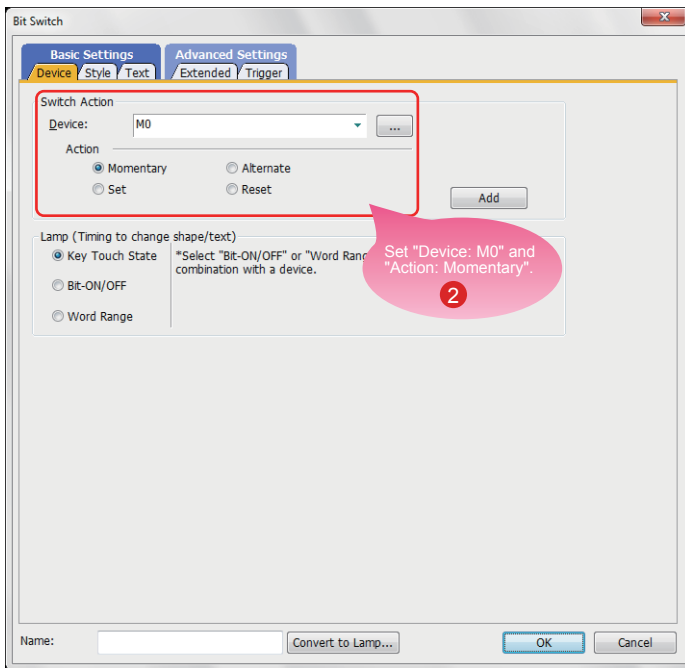 Bit Switch
x
Basic Settings
Advanced Settings
Device Style Text
Extended Trigger
Switch Action
Device: M0 ...
Action
Momentary Alternate
Set Reset
Add
Lamp (Timing to change shape/text)
Key Touch State
*Select "Bit-ON/OFF" or "Word
combination with a device.
Bit-ON/OFF
Word Range
Set "Device: M0" and
"Action: Momentary".
2
Name:
Convert to Lamp...
OK
Cancel